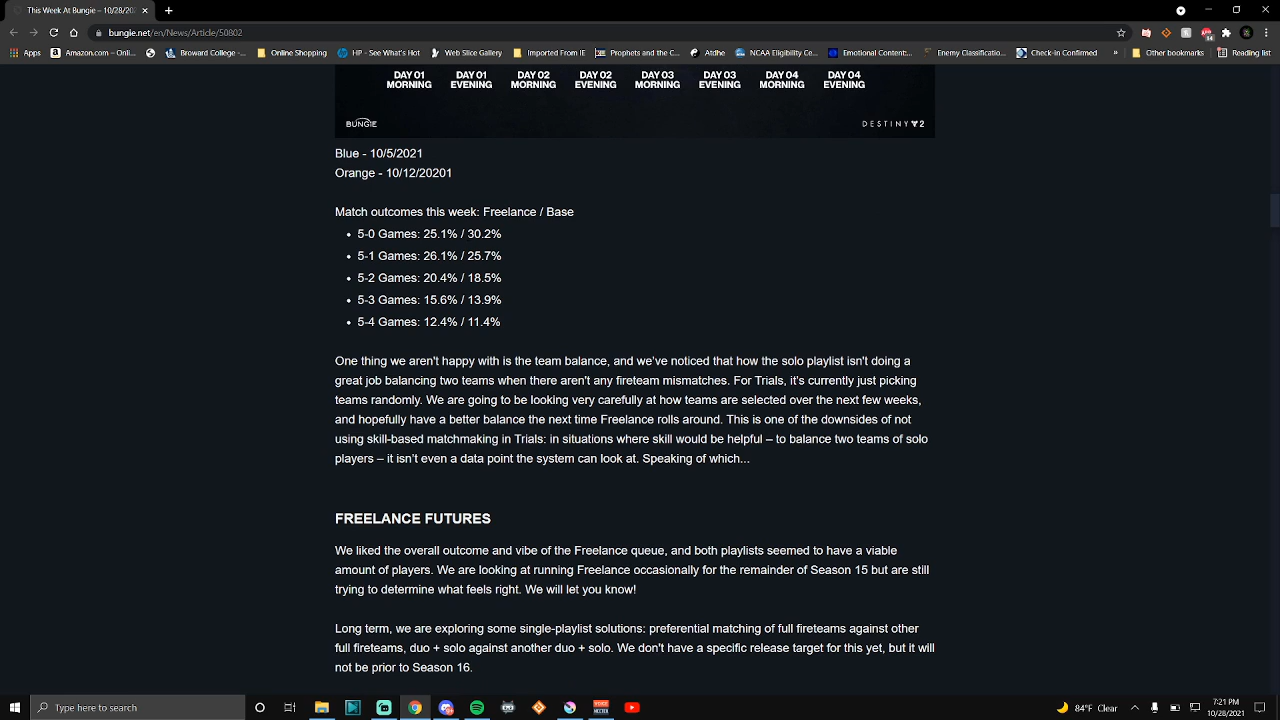 This Week At Bungie – 10/28/202
bungle.net/en/News/Article/50802
Apps
Amazon.com - Onli...
Broward College -...
Online Shopping
HP - See's What's Hot
Web Slice Gallery
Imported From IE
Prophets and the C...
Jadhe
NCAA Eligibility Ce...
Emotional Content:...
Enemy Classificatio...
Check-In Confirmed
»
Other bookmarks
Reading list
DAY 01 MORNING
DAY 01 EVENING
DAY 02 MORNING
DAY 02 EVENING
DAY 03 MORNING
DAY 03 EVENING
DAY 04 MORNING
DAY 04 EVENING
BUNGIE
DESTINY 2
Blue - 10/5/2021
Orange - 10/12/20201
Match outcomes this week: Freelance / Base
• 5-0 Games: 25.1% / 30.2%
• 5-1 Games: 26.1% / 25.7%
• 5-2 Games: 20.4% / 18.5%
• 5-3 Games: 15.6% / 13.9%
• 5-4 Games: 12.4% / 11.4%
One thing we aren't happy with is the team balance, and we've noticed that how the solo playlist isn't doing a
great job balancing two teams when there aren't any fireteam mismatches. For Trials, it's currently just picking
teams randomly. We are going to be looking very carefully at how teams are selected over the next few weeks,
and hopefully have a better balance the next time Freelance rolls around. This is one of the downsides of not
using skill-based matchmaking in Trials: in situations where skill would be helpful – to balance two teams of solo
players – it isn't even a data point the system can look at. Speaking of which...
FREELANCE FUTURES
We liked the overall outcome and vibe of the Freelance queue, and both playlists seemed to have a viable
amount of players. We are looking at running Freelance occasionally for the remainder of Season 15 but are still
trying to determine what feels right. We will let you know!
Long term, we are exploring some single-playlist solutions: preferential matching of full fireteams against other
full fireteams, duo + solo against another duo + solo. We don't have a specific release target for this yet, but it will
not be prior to Season 16.
Type here to search
84°F Clear
7:21 PM
10/28/2021